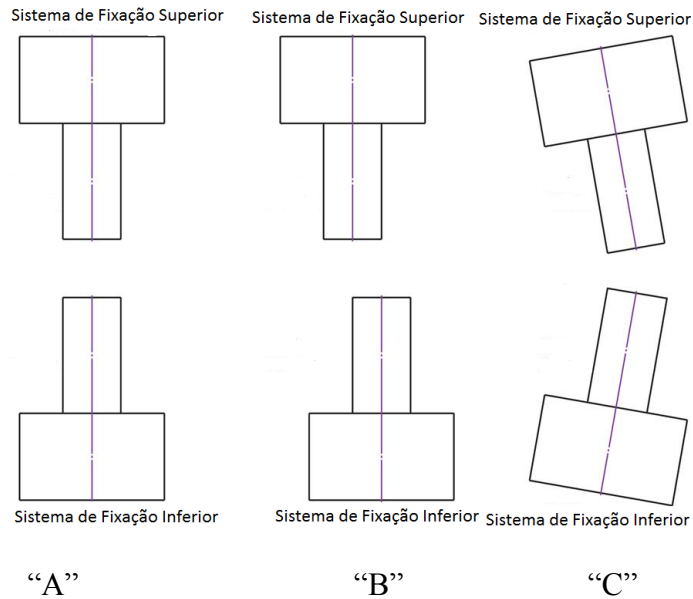 Sistema de Fixação Superior
Sistema de Fixação Superior
Sistema de Fixação Superior
Sistema de Fixação Inferior
Sistema de Fixação Inferior
Sistema de Fixação Inferior
“A”
“B”
“C”